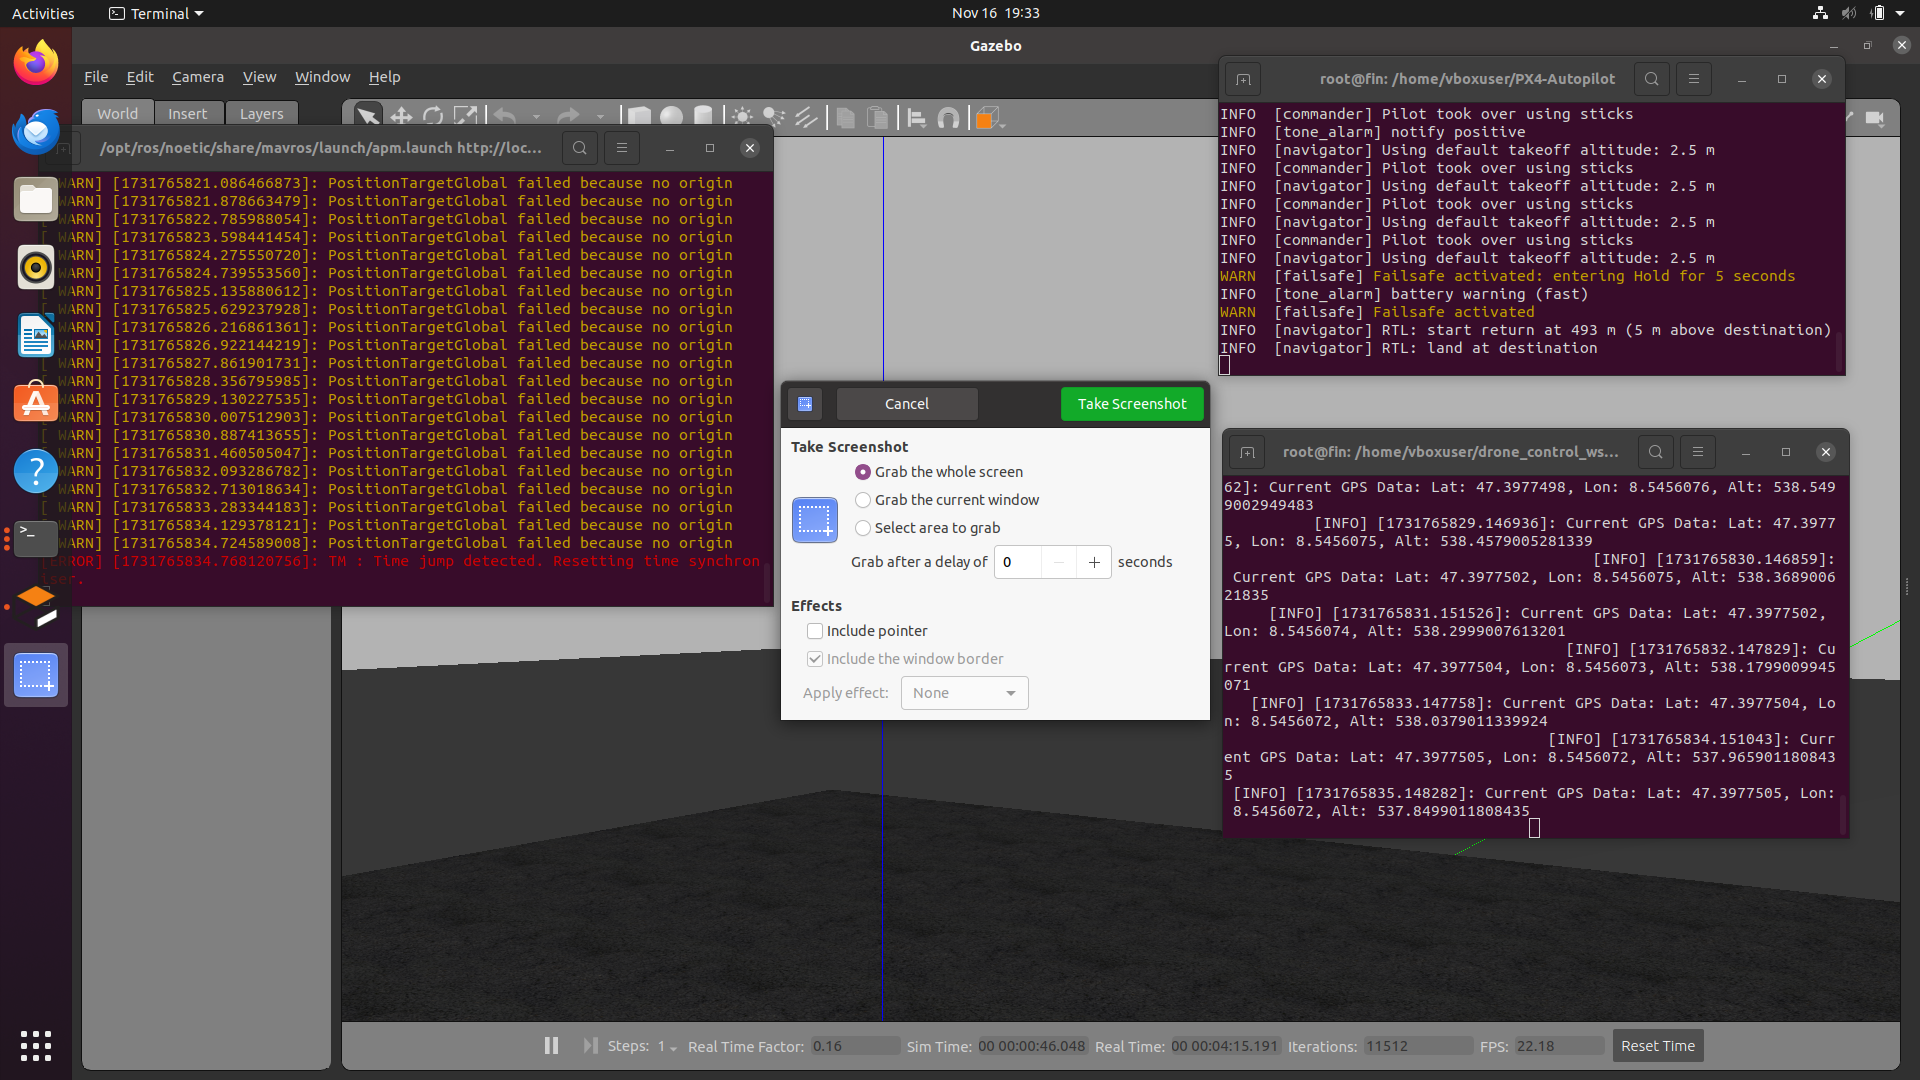 Activities
Terminal
Nov 16 19:33
Gazebo
File Edit Camera View Window Help
World Insert Layers
/opt/ros/noetic/share/mavros/launch/apm.launch http://loc...
WARN] [1731765821.086466873]: PositionTargetGlobal failed because no origin
WARN] [1731765821.878663479]: PositionTargetGlobal failed because no origin
[ WARN] [1731765822.785988054]: PositionTargetGlobal failed because no origin
WARN] [1731765823.598441454]: PositionTargetGlobal failed because no origin
WARN] [1731765824.275550720]: PositionTargetGlobal failed because no origin
WARN] [1731765824.739553560]: PositionTargetGlobal failed because no origin
WARN] [1731765825.135880612]: PositionTargetGlobal failed because no origin
WARN] [1731765825.629237928]: PositionTargetGlobal failed because no origin
[ WARN] [1731765826.216861361]: PositionTargetGlobal failed because no origin
WARN] [1731765826.922144219]: PositionTargetGlobal failed because no origin
WARN] [1731765827.861901731]: PositionTargetGlobal failed because no origin
[ WARN] [1731765828.356795985]: PositionTargetGlobal failed because no origin
WARN] [1731765829.130227535]: PositionTargetGlobal failed because no origin
WARN] [1731765830.007512903]: PositionTargetGlobal failed because no origin
[ WARN] [1731765830.887413655]: PositionTargetGlobal failed because no origin
WARN] [1731765831.460505047]: PositionTargetGlobal failed because no origin
WARN] [1731765832.093286782]: PositionTargetGlobal failed because no origin
WARN] [1731765832.713018634]: PositionTargetGlobal failed because no origin
[ WARN] [1731765833.283344183]: PositionTargetGlobal failed because no origin
WARN] [1731765834.129378121]: PositionTargetGlobal failed because no origin
WARN] [1731765834.724589008]: PositionTargetGlobal failed because no origin
[ERROR] [1731765834.768120756]: TM : Time jump detected. Resetting time synchron
iser.
root@fin: /home/vboxuser/PX4-Autopilot
INFO [commander] Pilot took over using sticks
INFO [tone_alarm] notify positive
INFO [navigator] Using default takeoff altitude: 2.5 m
INFO [commander] Pilot took over using sticks
INFO [navigator] Using default takeoff altitude: 2.5 m
INFO [commander] Pilot took over using sticks
INFO [navigator] Using default takeoff altitude: 2.5 m
INFO [commander] Pilot took over using sticks
INFO [navigator] Using default takeoff altitude: 2.5 m
WARN [failsafe] Failsafe activated: entering Hold for 5 seconds
INFO [tone_alarm] battery warning (fast)
WARN [failsafe] Failsafe activated
INFO [navigator] RTL: start return at 493 m (5 m above destination)
INFO [navigator] RTL: land at destination
Cancel
Take Screenshot
Take Screenshot
Grab the whole screen
Grab the current window
Select area to grab
Grab after a delay of 0 − + seconds
Effects
Include pointer
Include the window border
Apply effect: None
root@fin: /home/vboxuser/drone_control_ws...
62]: Current GPS Data: Lat: 47.3977498, Lon: 8.5456076, Alt: 538.549
9002949483
[INFO] [1731765829.146936]: Current GPS Data: Lat: 47.3977
5, Lon: 8.5456075, Alt: 538.4579005281339
[INFO] [1731765830.146859]:
Current GPS Data: Lat: 47.3977502, Lon: 8.5456075, Alt: 538.3689006
21835
[INFO] [1731765831.151526]: Current GPS Data: Lat: 47.3977502,
Lon: 8.5456074, Alt: 538.2999007613201
[INFO] [1731765832.147829]: Cu
rrent GPS Data: Lat: 47.3977504, Lon: 8.5456073, Alt: 538.1799009945
071
[INFO] [1731765833.147758]: Current GPS Data: Lat: 47.3977504, Lo
n: 8.5456072, Alt: 538.0379011339924
[INFO] [1731765834.151043]: Curr
ent GPS Data: Lat: 47.3977505, Lon: 8.5456072, Alt: 537.965901180843
5
[INFO] [1731765835.148282]: Current GPS Data: Lat: 47.3977505, Lon:
8.5456072, Alt: 537.8499011808435
Steps: 1 Real Time Factor: 0.16 Sim Time: 00 00:00:46.048 Real Time: 00 00:04:15.191 Iterations: 11512 FPS: 22.18 Reset Time